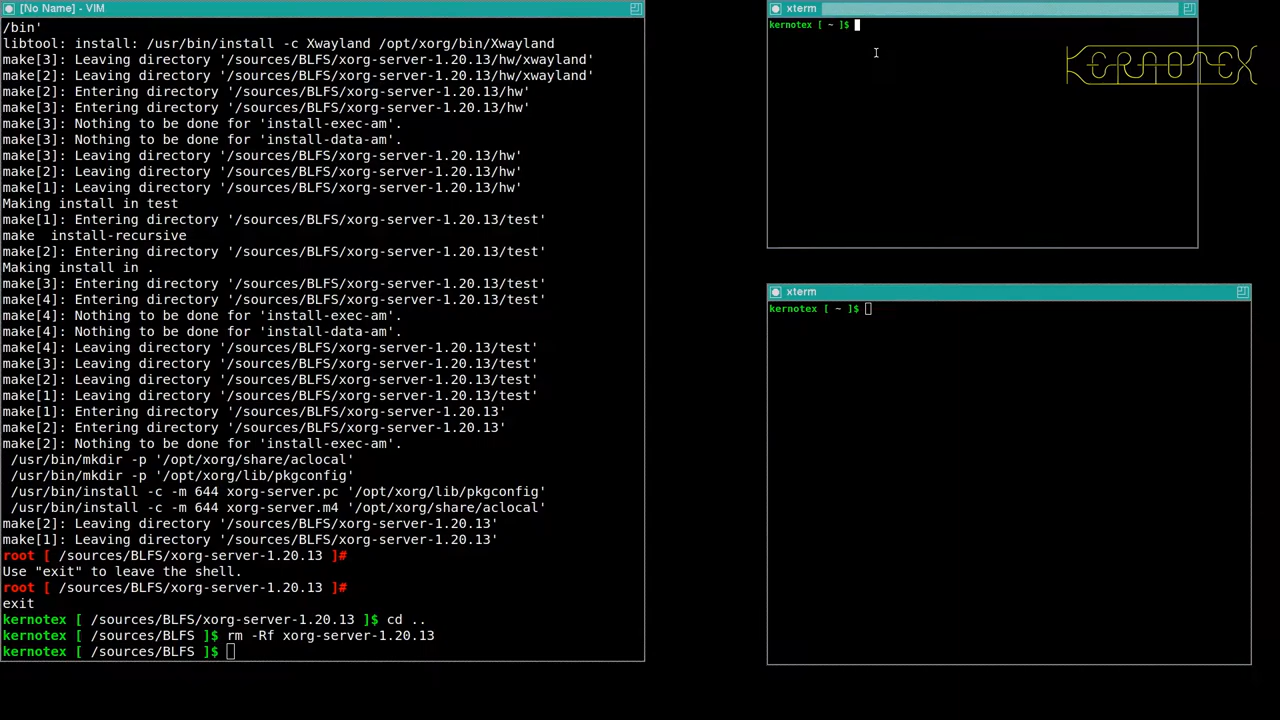 [No Name] - VIM
/bin'
libtool: install: /usr/bin/install -c Xwayland /opt/xorg/bin/Xwayland
make[3]: Leaving directory '/sources/BLFS/xorg-server-1.20.13/hw/xwayland'
make[2]: Leaving directory '/sources/BLFS/xorg-server-1.20.13/hw/xwayland'
make[2]: Entering directory '/sources/BLFS/xorg-server-1.20.13/hw'
make[3]: Entering directory '/sources/BLFS/xorg-server-1.20.13/hw'
make[3]: Nothing to be done for 'install-exec-am'.
make[3]: Nothing to be done for 'install-data-am'.
make[3]: Leaving directory '/sources/BLFS/xorg-server-1.20.13/hw'
make[2]: Leaving directory '/sources/BLFS/xorg-server-1.20.13/hw'
make[1]: Leaving directory '/sources/BLFS/xorg-server-1.20.13/hw'
Making install in test
make[1]: Entering directory '/sources/BLFS/xorg-server-1.20.13/test'
make  install-recursive
make[2]: Entering directory '/sources/BLFS/xorg-server-1.20.13/test'
Making install in .
make[3]: Entering directory '/sources/BLFS/xorg-server-1.20.13/test'
make[4]: Entering directory '/sources/BLFS/xorg-server-1.20.13/test'
make[4]: Nothing to be done for 'install-exec-am'.
make[4]: Nothing to be done for 'install-data-am'.
make[4]: Leaving directory '/sources/BLFS/xorg-server-1.20.13/test'
make[3]: Leaving directory '/sources/BLFS/xorg-server-1.20.13/test'
make[2]: Leaving directory '/sources/BLFS/xorg-server-1.20.13/test'
make[1]: Leaving directory '/sources/BLFS/xorg-server-1.20.13/test'
make[1]: Entering directory '/sources/BLFS/xorg-server-1.20.13'
make[2]: Entering directory '/sources/BLFS/xorg-server-1.20.13'
make[2]: Nothing to be done for 'install-exec-am'.
 /usr/bin/mkdir -p '/opt/xorg/share/aclocal'
 /usr/bin/mkdir -p '/opt/xorg/lib/pkgconfig'
 /usr/bin/install -c -m 644 xorg-server.pc '/opt/xorg/lib/pkgconfig'
 /usr/bin/install -c -m 644 xorg-server.m4 '/opt/xorg/share/aclocal'
make[2]: Leaving directory '/sources/BLFS/xorg-server-1.20.13'
make[1]: Leaving directory '/sources/BLFS/xorg-server-1.20.13'
root [ /sources/BLFS/xorg-server-1.20.13 ]#
Use "exit" to leave the shell.
root [ /sources/BLFS/xorg-server-1.20.13 ]#
exit
kernotex [ /sources/BLFS/xorg-server-1.20.13 ]$ cd ..
kernotex [ /sources/BLFS ]$ rm -Rf xorg-server-1.20.13
kernotex [ /sources/BLFS ]$
xterm
kernotex [ ~ ]$
KERNOTEX
xterm
kernotex [ ~ ]$